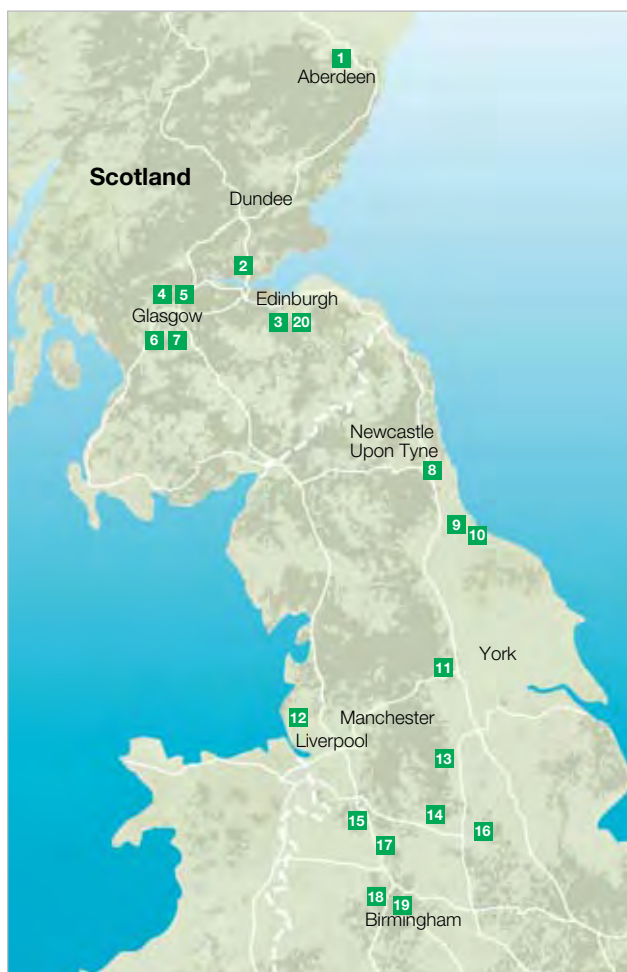 1
Aberdeen
Scotland
Dundee
2
4 5
Edinburgh
Glasgow
3 20
6 7
Newcastle
Upon Tyne
8
9
10
York
11
12
Manchester
Liverpool
13
14
15
16
17
18
19
Birmingham